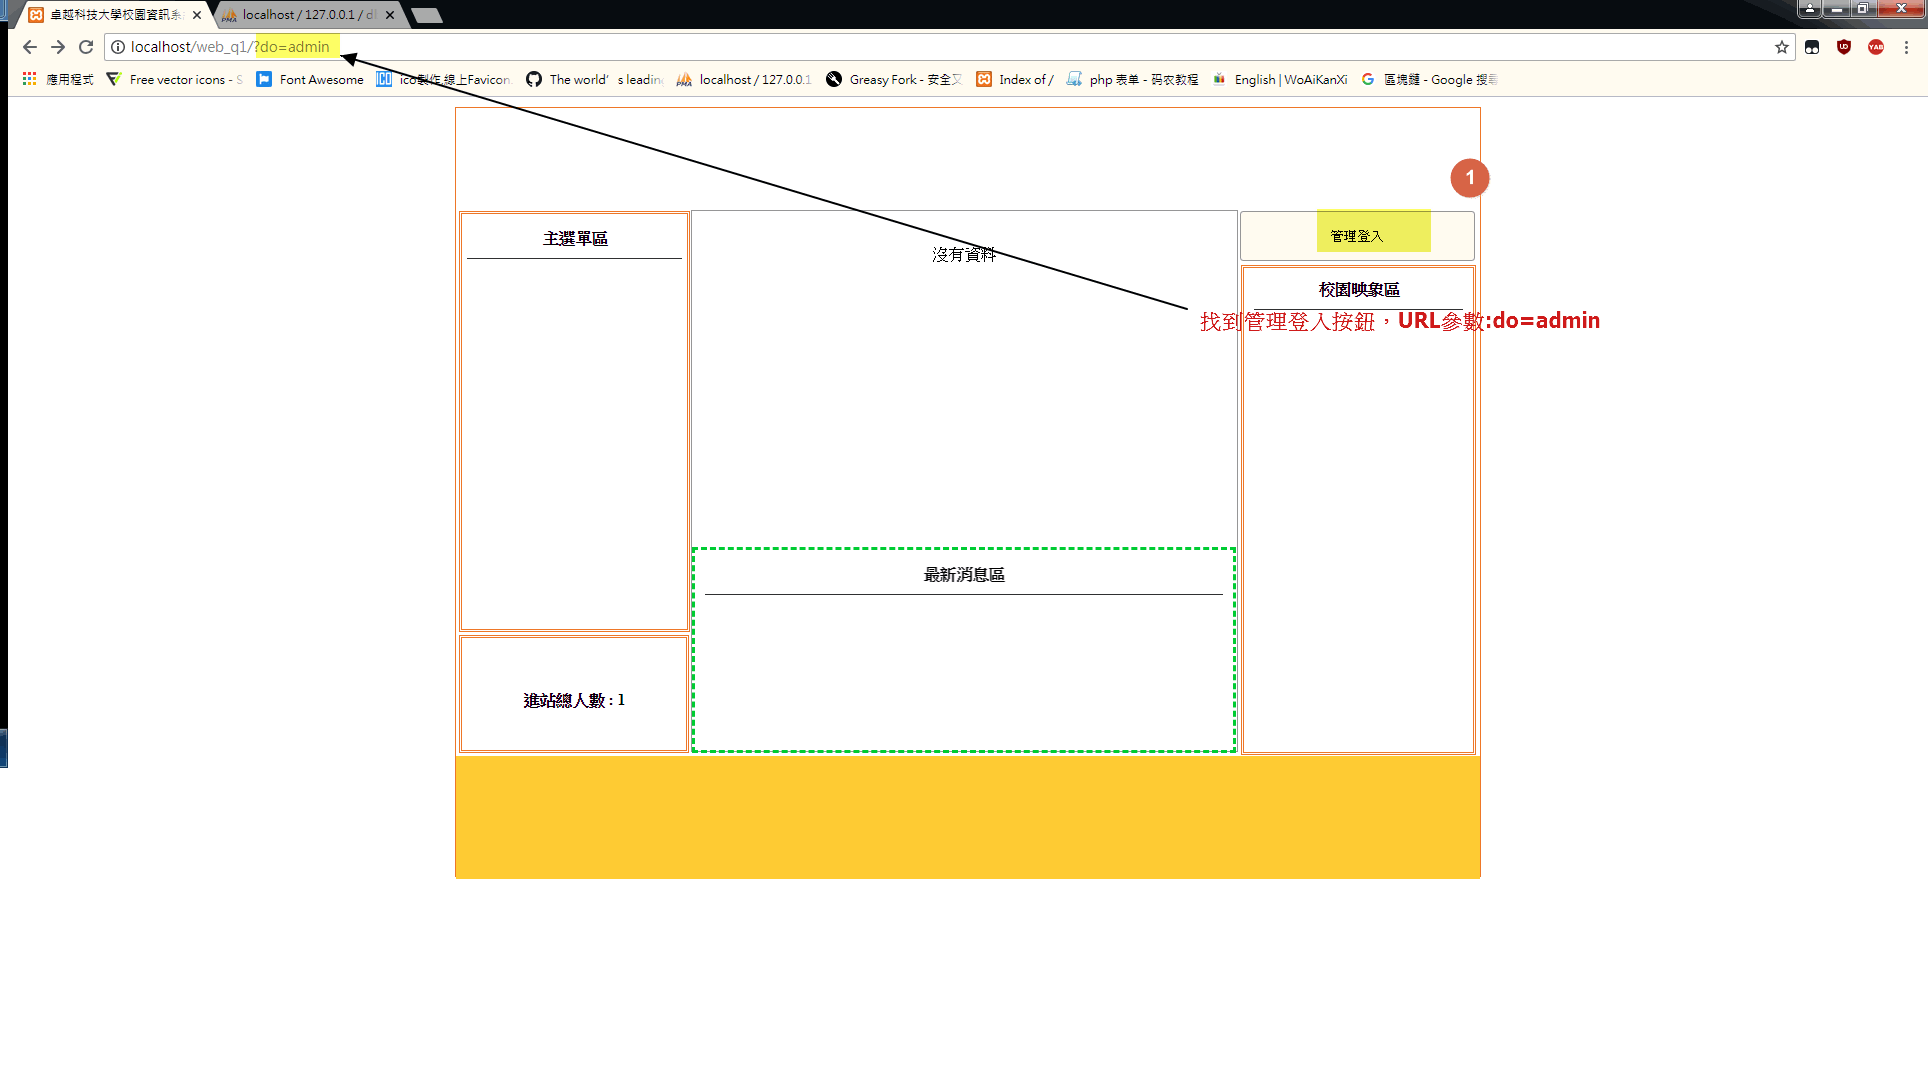 卓越科技大學校園資訊系
localhost / 127.0.0.1 / d
localhost/web_q1/?do=admin
應用程式 Free vector icons - S Font Awesome ico製作,線上Favicon The world's leadin localhost / 127.0.0.1 Greasy Fork - 安全又 Index of / php 表单 - 码农教程 English | WoAiKanXi 區塊鏈 - Google 搜尋
1
主選單區
沒有資料
管理登入
校園映象區
找到管理登入按鈕，URL參數:do=admin
最新消息區
進站總人數 : 1